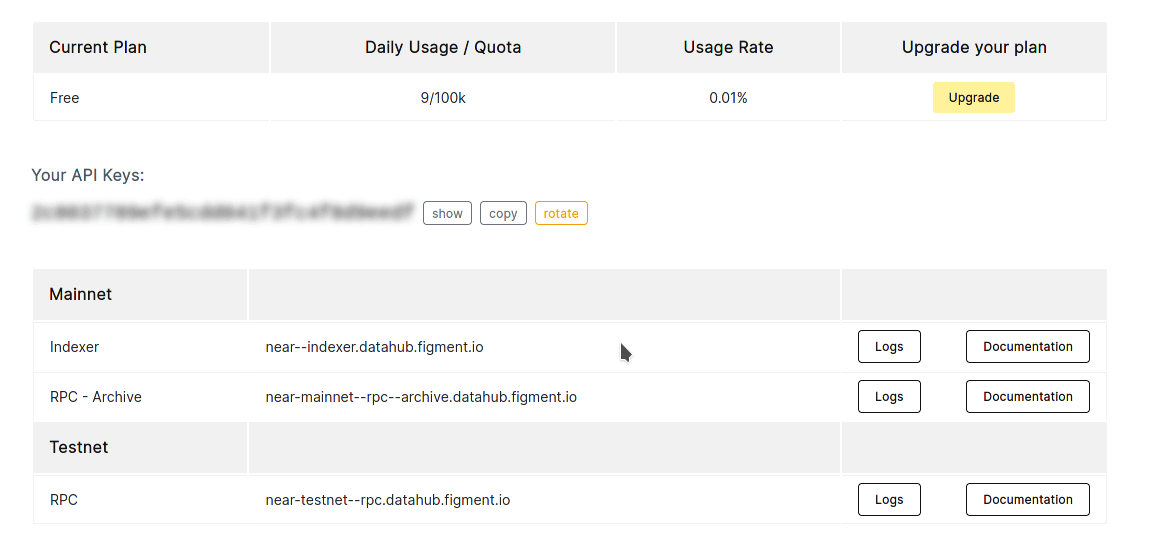 Current Plan Daily Usage / Quota Usage Rate Upgrade your plan
Free 9/100k 0.01% Upgrade
Your API Keys:
show copy rotate
Mainnet
Indexer near--indexer.datahub.figment.io Logs Documentation
RPC - Archive near-mainnet--rpc--archive.datahub.figment.io Logs Documentation
Testnet
RPC near-testnet--rpc.datahub.figment.io Logs Documentation